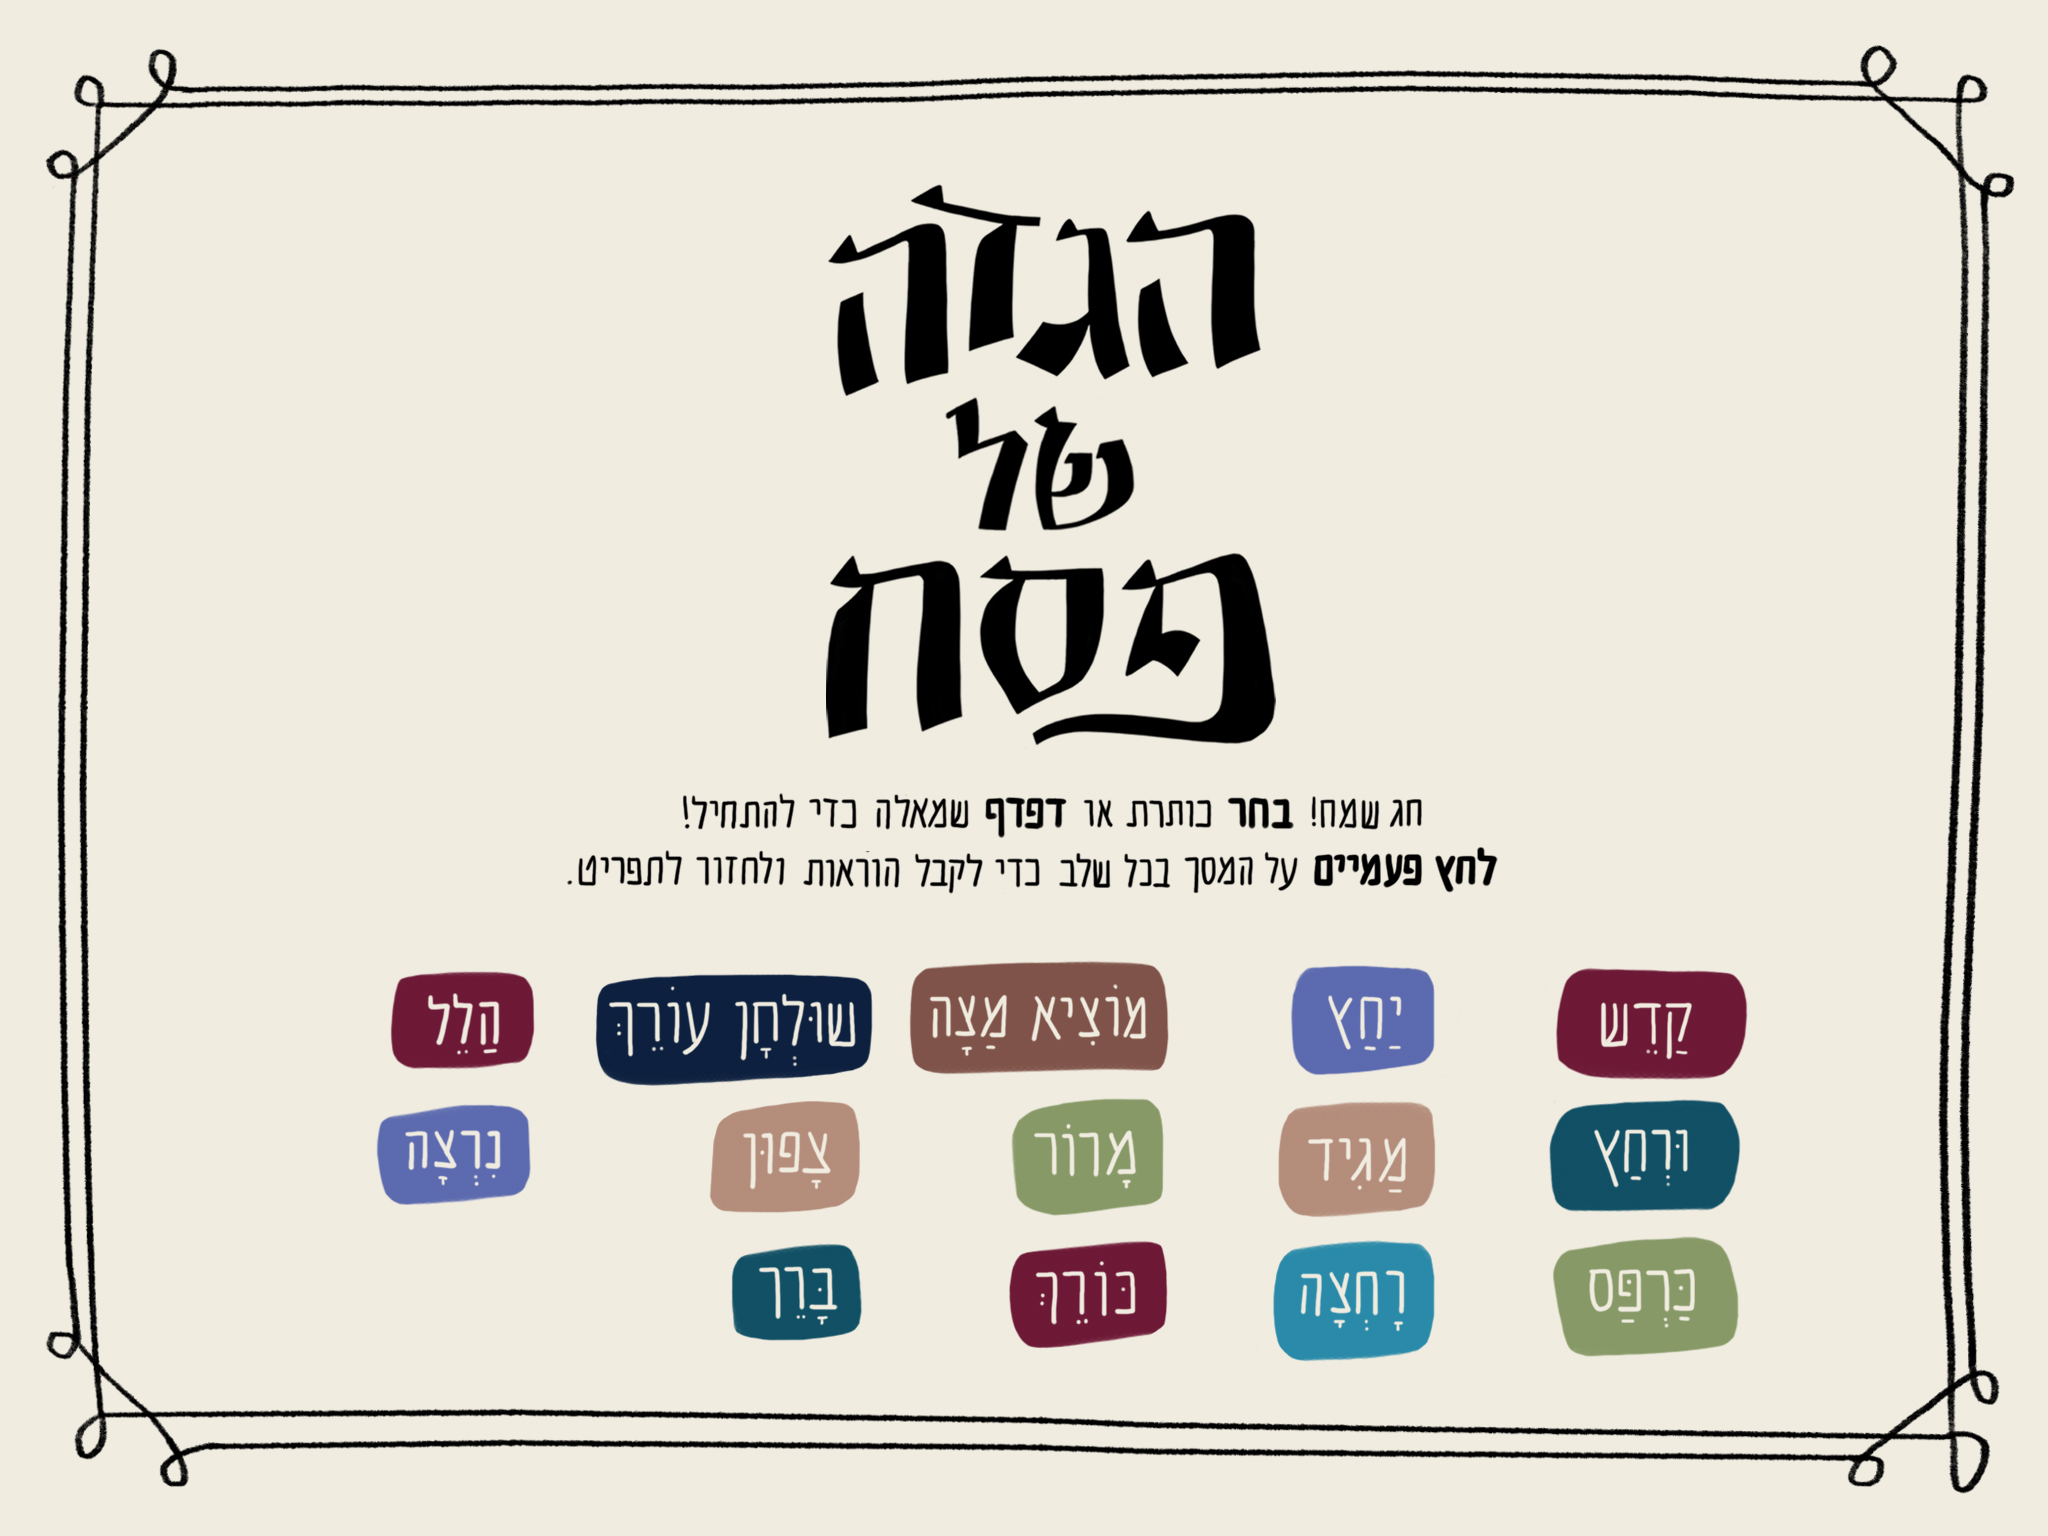 הגדה
של
פסח
חג שמח! בחר כותרת או דפדף שמאלה כדי להתחיל!
לחץ פעמיים על המסך בכל שלב כדי לקבל הוראות ולחזור לתפריט.
קַדֵּשׁ
וּרְחַץ
כַּרְפַּס
יַחַץ
מַגִּיד
רָחְצָה
מוֹצִיא מַצָּה
מָרוֹר
כּוֹרֵךְ
שׁוּלְחָן עוֹרֵךְ
צָפוּן
בָּרֵךְ
הַלֵּל
נִרְצָה